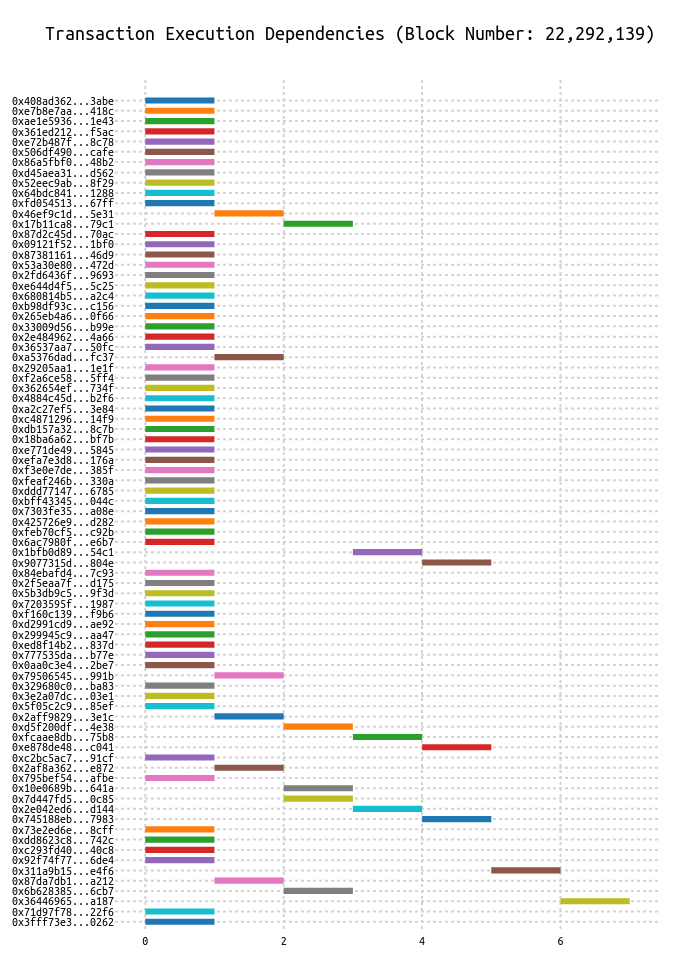 Transaction Execution Dependencies (Block Number: 22,292,139)
0x408ad362...3abe
0xe7b8e7aa...418c
0xae1e5936...1e43
0x361ed212...f5ac
0xe72b487f...8c78
0x506df490...cafe
0x86a5fbf0...48b2
0xd45aea31...d562
0x52eec9ab...8f29
0x64bdc841...1288
0xfd054513...67ff
0x46ef9c1d...5e31
0x17b11ca8...79c1
0x87d2c45d...70ac
0x09121f52...1bf0
0x87381161...46d9
0x53a30e80...472d
0x2fd6436f...9693
0xe644d4f5...5c25
0x680814b5...a2c4
0xb98df93c...c156
0x265eb4a6...0f66
0x33009d56...b99e
0x2e484962...4a66
0x36537aa7...50fc
0xa5376dad...fc37
0x29205aa1...1e1f
0xf2a6ce58...5ff4
0x362654ef...734f
0x4884c45d...b2f6
0xa2c27ef5...3e84
0xc4871296...14f9
0xdb157a32...8c7b
0x18ba6a62...bf7b
0xe771de49...5845
0xefa7e3d8...176a
0xf3e0e7de...385f
0xfeaf246b...330a
0xddd77147...6785
0xbff43345...044c
0x7303fe35...a08e
0x425726e9...d282
0xfeb70cf5...c92b
0x6ac7980f...e6b7
0x1bfb0d89...54c1
0x9077315d...804e
0x84ebafd4...7c93
0x2f5eaa7f...d175
0x5b3db9c5...9f3d
0x7203595f...1987
0xf160c139...f9b6
0xd2991cd9...ae92
0x299945c9...aa47
0xed8f14b2...837d
0x777535da...b77e
0x0aa0c3e4...2be7
0x79506545...991b
0x329680c0...ba83
0x3e2a07dc...03e1
0x5f05c2c9...85ef
0x2aff9829...3e1c
0xd5f200df...4e38
0xfcaae8db...75b8
0xe878de48...c041
0xc2bc5ac7...91cf
0x2af8a362...e872
0x795bef54...afbe
0x10e0689b...641a
0x7d447fd5...0c85
0x2e042ed6...d144
0x745188eb...7983
0x73e2ed6e...8cff
0xdd8623c8...742c
0xc293fd40...40c8
0x92f74f77...6de4
0x311a9b15...e4f6
0x87da7db1...a212
0x6b628385...6cb7
0x36446965...a187
0x71d97f78...22f6
0x3fff73e3...0262
0 2 4 6